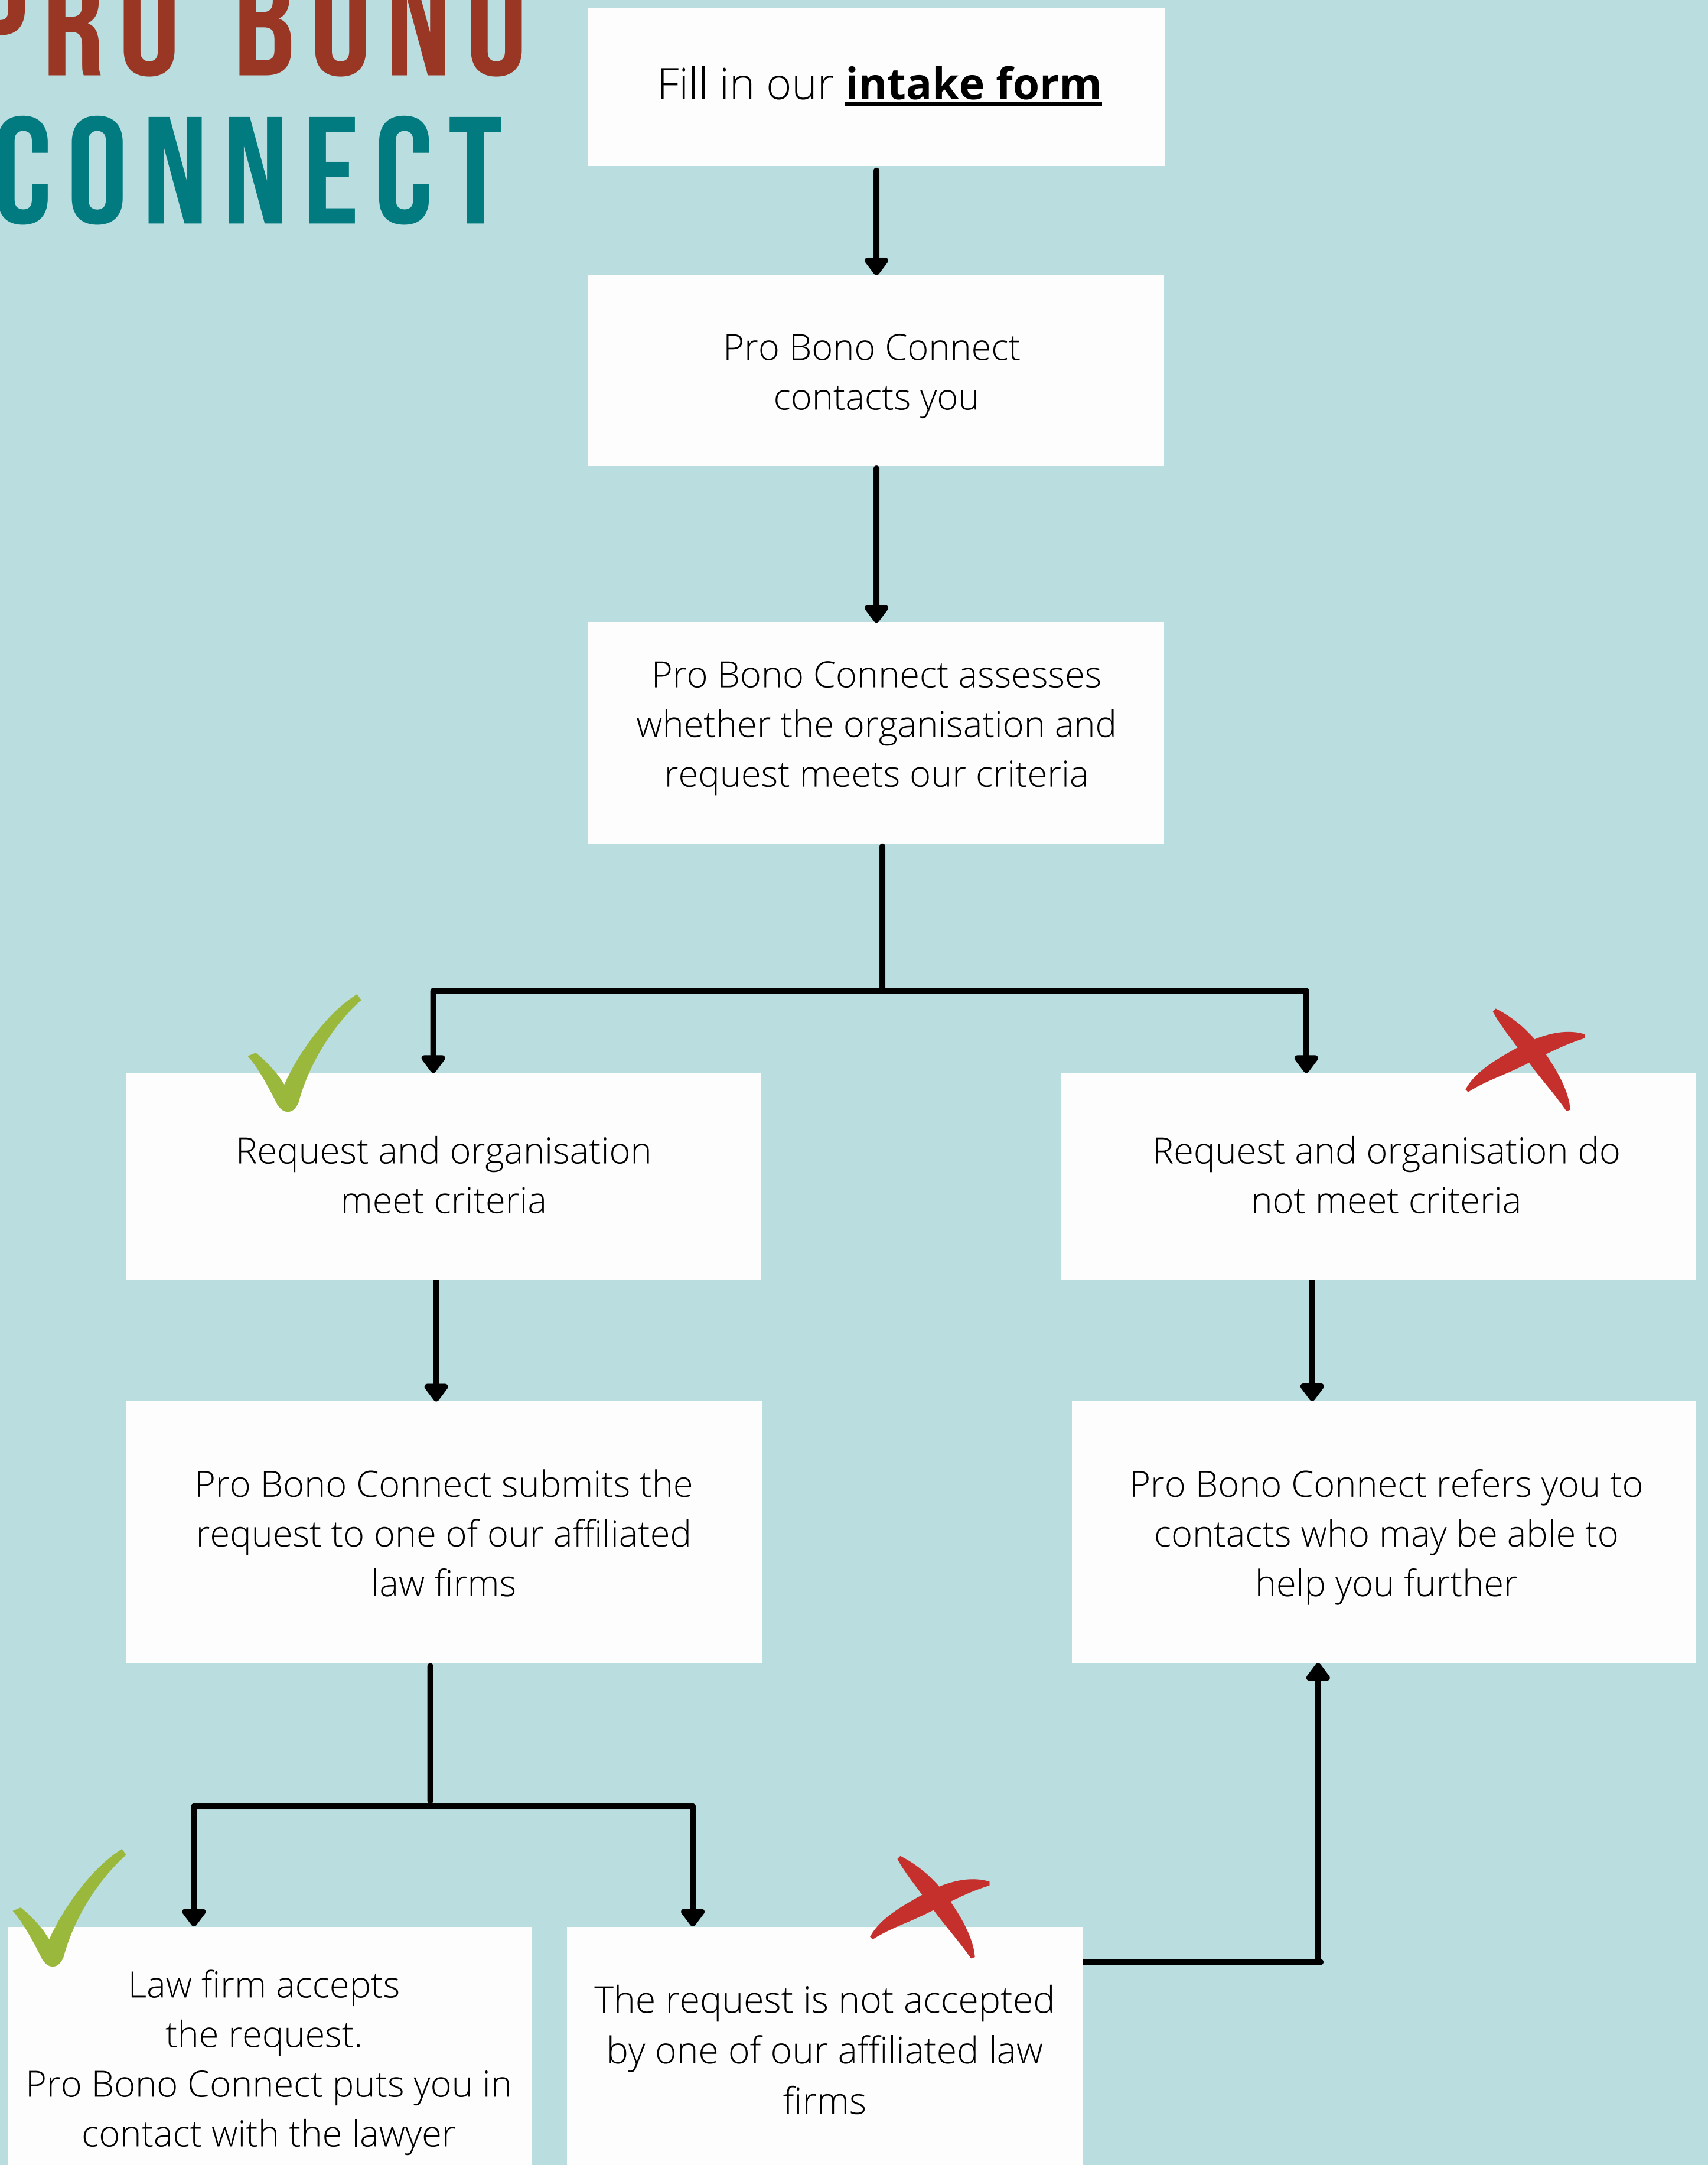 PRO BONO
CONNECT
Fill in our intake form
Pro Bono Connect
contacts you
Pro Bono Connect assesses
whether the organisation and
request meets our criteria
Request and organisation
meet criteria
Request and organisation do
not meet criteria
Pro Bono Connect submits the
request to one of our affiliated
law firms
Pro Bono Connect refers you to
contacts who may be able to
help you further
Law firm accepts
the request.
Pro Bono Connect puts you in
contact with the lawyer
The request is not accepted
by one of our affiliated law
firms